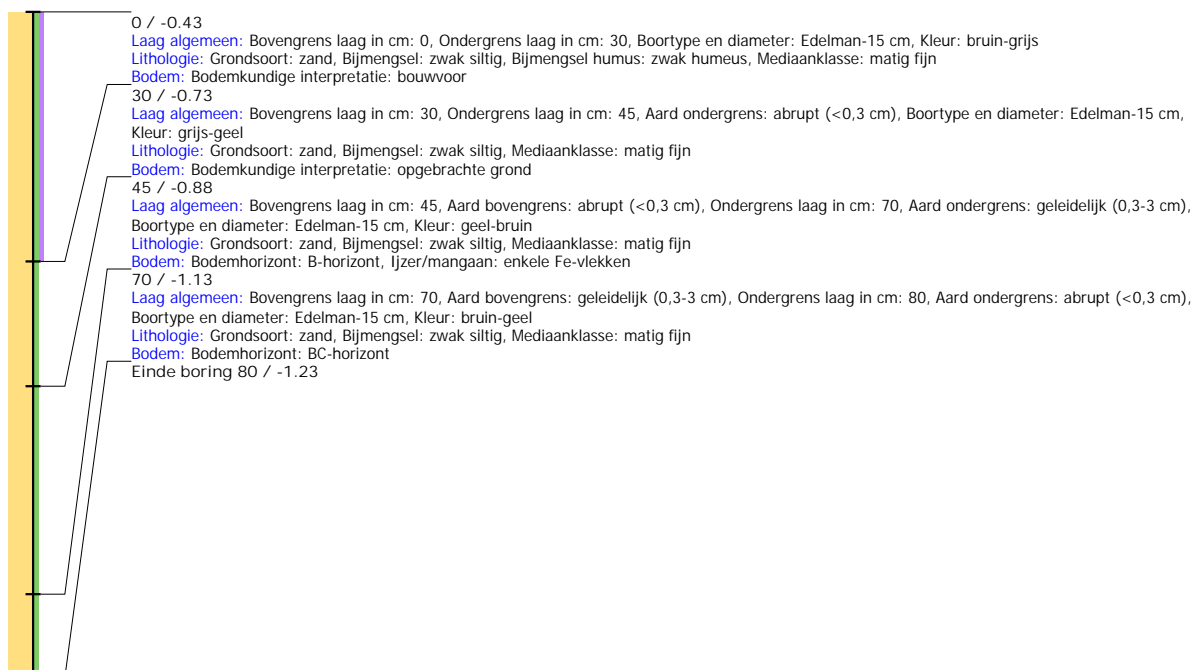 0 / -0.43
Laag algemeen: Bovengrens laag in cm: 0, Ondergrens laag in cm: 30, Boortype en diameter: Edelman-15 cm, Kleur: bruin-grijs
Lithologie: Grondsoort: zand, Bijmengsel: zwak siltig, Bijmengsel humus: zwak humeus, Mediaanklasse: matig fijn
Bodem: Bodemkundige interpretatie: bouwvoor
30 / -0.73
Laag algemeen: Bovengrens laag in cm: 30, Ondergrens laag in cm: 45, Aard ondergrens: abrupt (<0,3 cm), Boortype en diameter: Edelman-15 cm,
Kleur: grijs-geel
Lithologie: Grondsoort: zand, Bijmengsel: zwak siltig, Mediaanklasse: matig fijn
Bodem: Bodemkundige interpretatie: opgebrachte grond
45 / -0.88
Laag algemeen: Bovengrens laag in cm: 45, Aard bovengrens: abrupt (<0,3 cm), Ondergrens laag in cm: 70, Aard ondergrens: geleidelijk (0,3-3 cm),
Boortype en diameter: Edelman-15 cm, Kleur: geel-bruin
Lithologie: Grondsoort: zand, Bijmengsel: zwak siltig, Mediaanklasse: matig fijn
Bodem: Bodemhorizont: B-horizont, Ijzer/mangaan: enkele Fe-vlekken
70 / -1.13
Laag algemeen: Bovengrens laag in cm: 70, Aard bovengrens: geleidelijk (0,3-3 cm), Ondergrens laag in cm: 80, Aard ondergrens: abrupt (<0,3 cm),
Boortype en diameter: Edelman-15 cm, Kleur: bruin-geel
Lithologie: Grondsoort: zand, Bijmengsel: zwak siltig, Mediaanklasse: matig fijn
Bodem: Bodemhorizont: BC-horizont
Einde boring 80 / -1.23